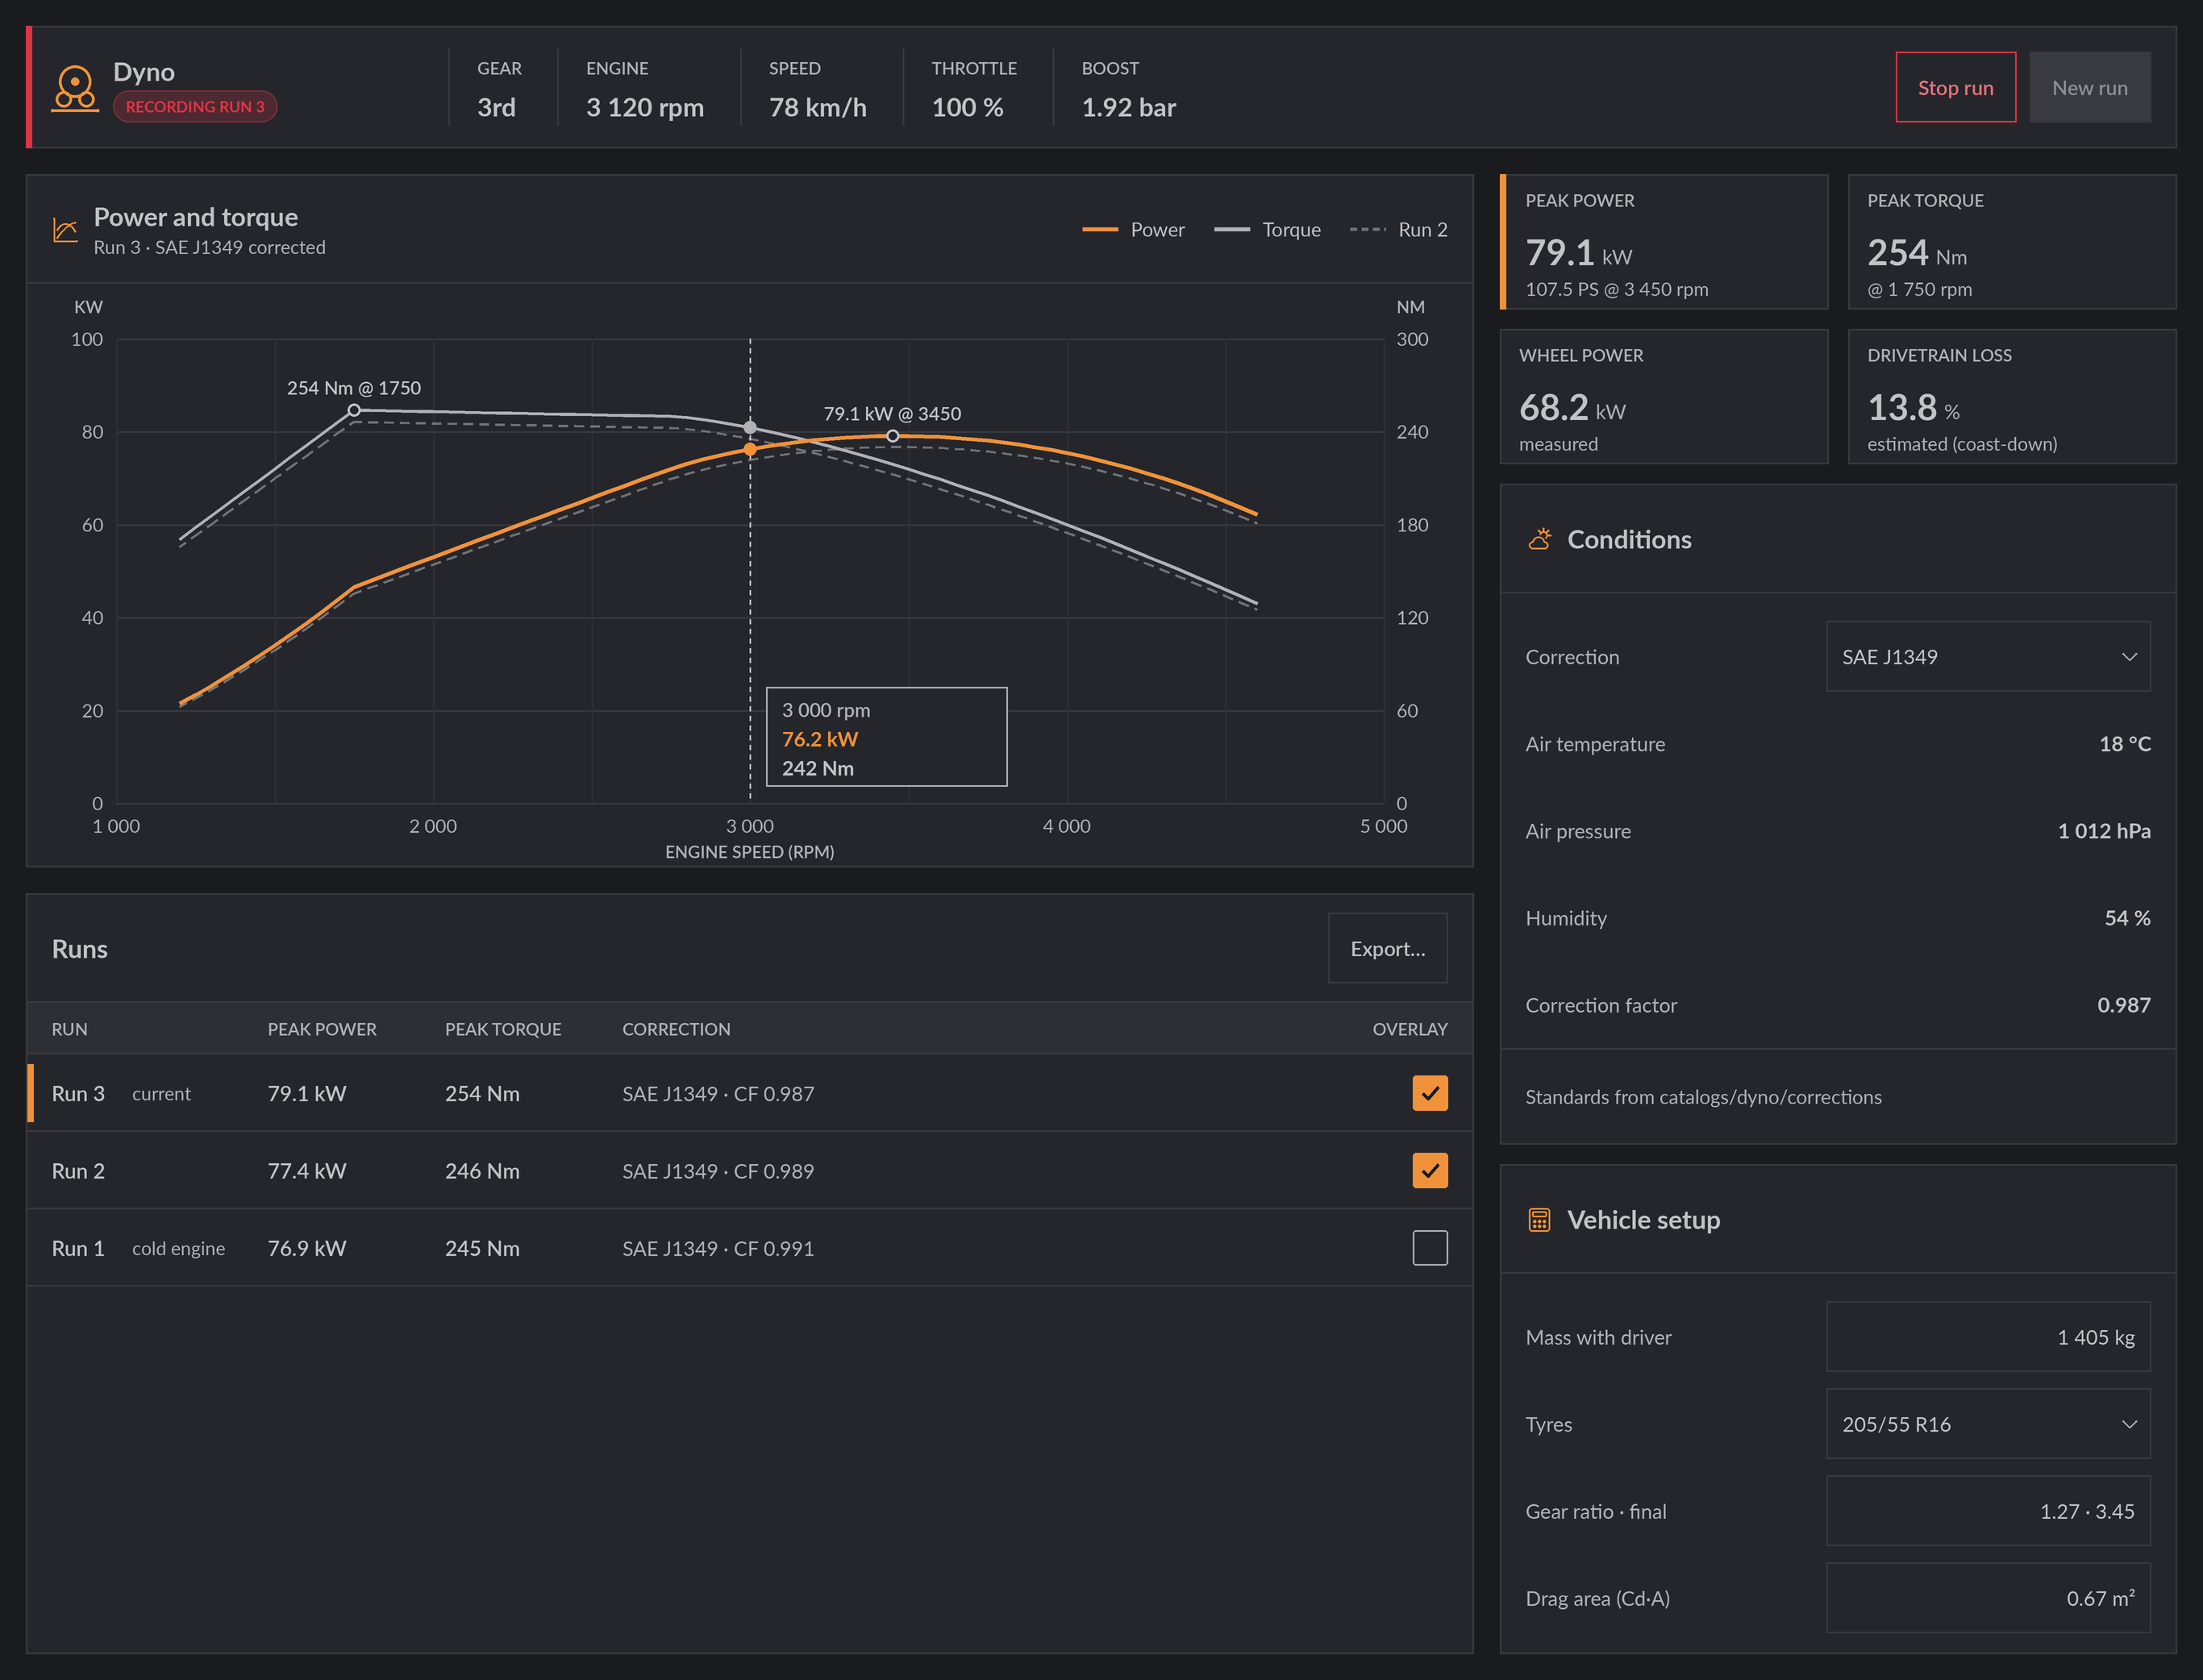 Dyno
RECORDING RUN 3
GEAR
3rd
ENGINE
3 120 rpm
SPEED
78 km/h
THROTTLE
100 %
BOOST
1.92 bar
Stop run
New run
Power and torque
Run 3 · SAE J1349 corrected
Power
Torque
Run 2
KW
NM
100
80
60
40
20
0
300
240
180
120
60
0
254 Nm @ 1750
79.1 kW @ 3450
3 000 rpm
76.2 kW
242 Nm
1 000
2 000
3 000
4 000
5 000
ENGINE SPEED (RPM)
PEAK POWER
79.1 kW
107.5 PS @ 3 450 rpm
PEAK TORQUE
254 Nm
@ 1 750 rpm
WHEEL POWER
68.2 kW
measured
DRIVETRAIN LOSS
13.8 %
estimated (coast-down)
Conditions
Correction
SAE J1349
Air temperature
18 °C
Air pressure
1 012 hPa
Humidity
54 %
Correction factor
0.987
Standards from catalogs/dyno/corrections
Runs
Export...
RUN PEAK POWER PEAK TORQUE CORRECTION OVERLAY
Run 3 current 79.1 kW 254 Nm SAE J1349 · CF 0.987
Run 2 77.4 kW 246 Nm SAE J1349 · CF 0.989
Run 1 cold engine 76.9 kW 245 Nm SAE J1349 · CF 0.991
Vehicle setup
Mass with driver
1 405 kg
Tyres
205/55 R16
Gear ratio · final
1.27 · 3.45
Drag area (Cd·A)
0.67 m²